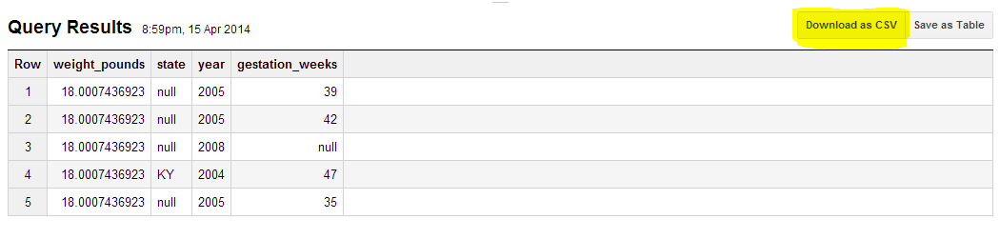 Query Results 8:59pm, 15 Apr 2014 Download as CSV Save as Table
Row weight_pounds state year gestation_weeks
1 18.0007436923 null 2005 39
2 18.0007436923 null 2005 42
3 18.0007436923 null 2008 null
4 18.0007436923 KY 2004 47
5 18.0007436923 null 2005 35